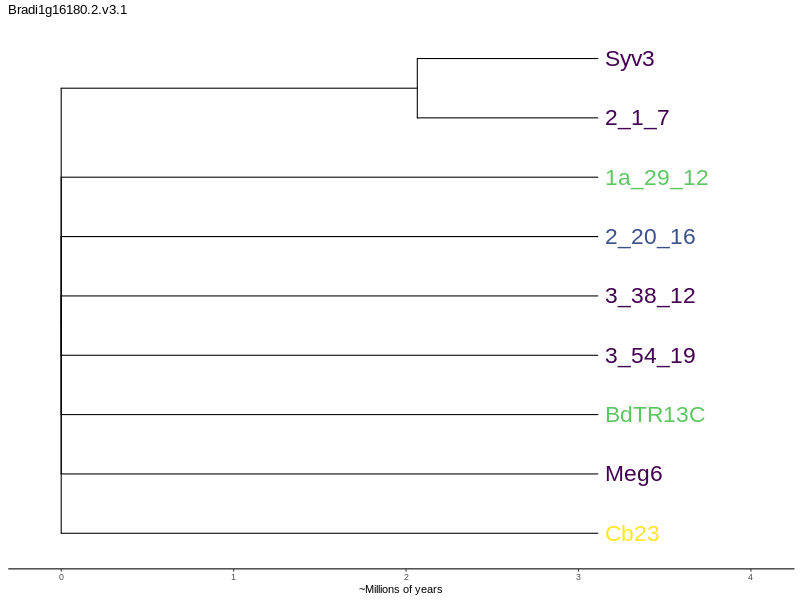 Bradi1g16180.2.v3.1
Syv3
2_1_7
1a_29_12
2_20_16
3_38_12
3_54_19
BdTR13C
Meg6
Cb23
0 1 2 3 4
~Millions of years